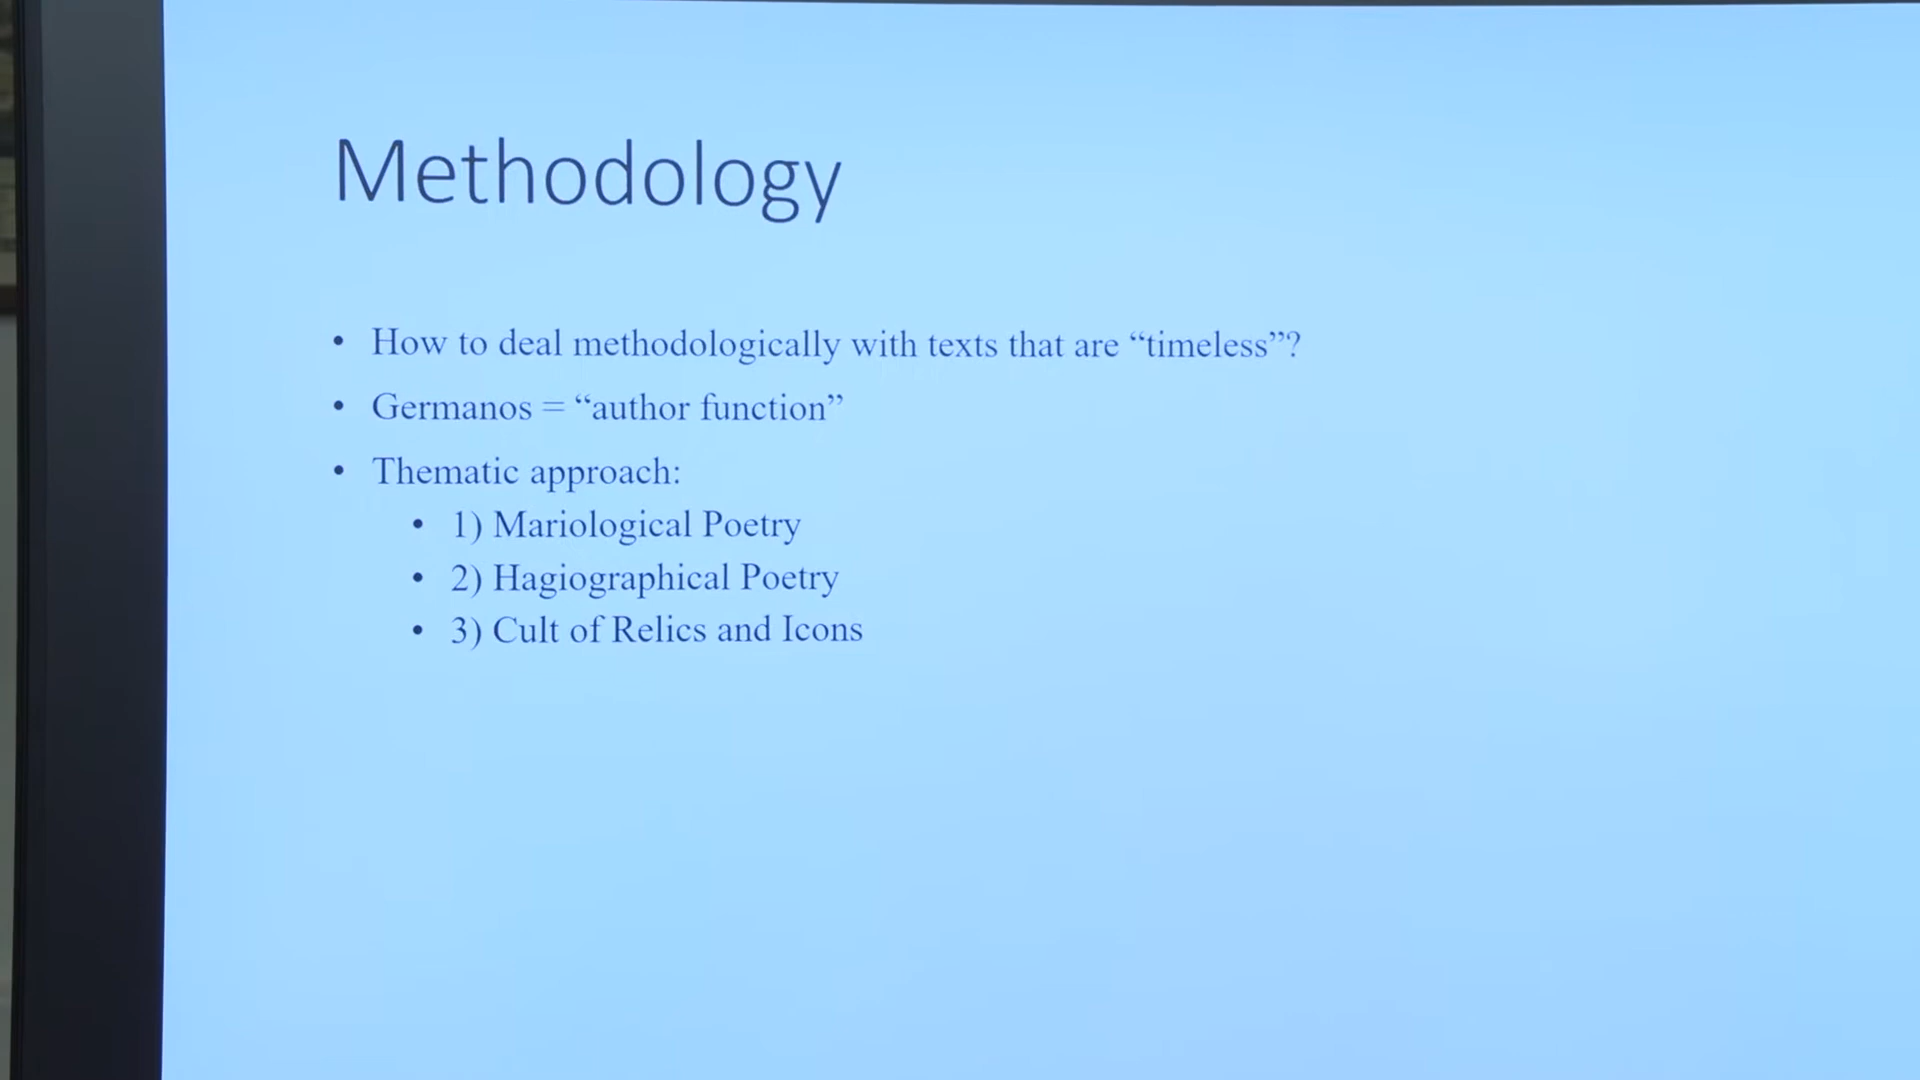 Methodology
• How to deal methodologically with texts that are “timeless”?
• Germanos = “author function”
• Thematic approach:
• 1) Mariological Poetry
• 2) Hagiographical Poetry
• 3) Cult of Relics and Icons